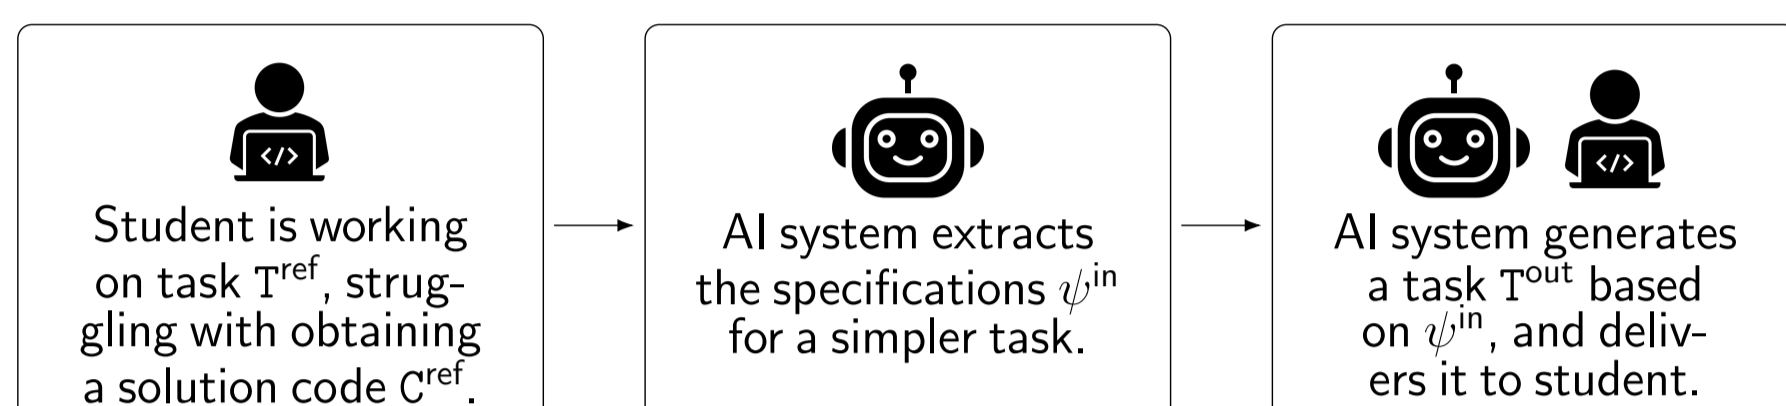 </>
Student is working
on task T^ref, strug-
gling with obtaining
a solution code C^ref.
AI system extracts
the specifications ψ^in
for a simpler task.
</>
AI system generates
a task T^out based
on ψ^in, and deliv-
ers it to student.